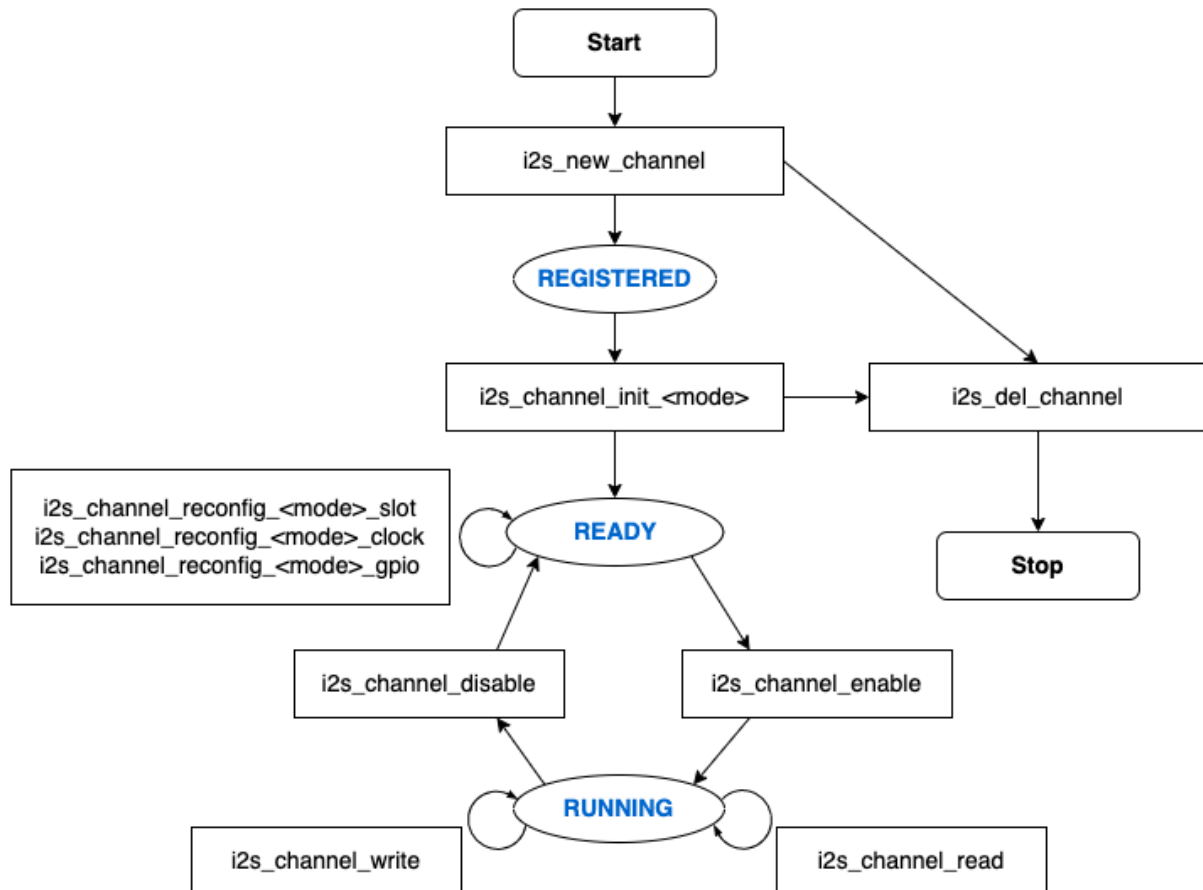 Start
i2s_new_channel
REGISTERED
i2s_channel_init_<mode>
i2s_del_channel
i2s_channel_reconfig_<mode>_slot
i2s_channel_reconfig_<mode>_clock
i2s_channel_reconfig_<mode>_gpio
READY
Stop
i2s_channel_disable
i2s_channel_enable
RUNNING
i2s_channel_write
i2s_channel_read